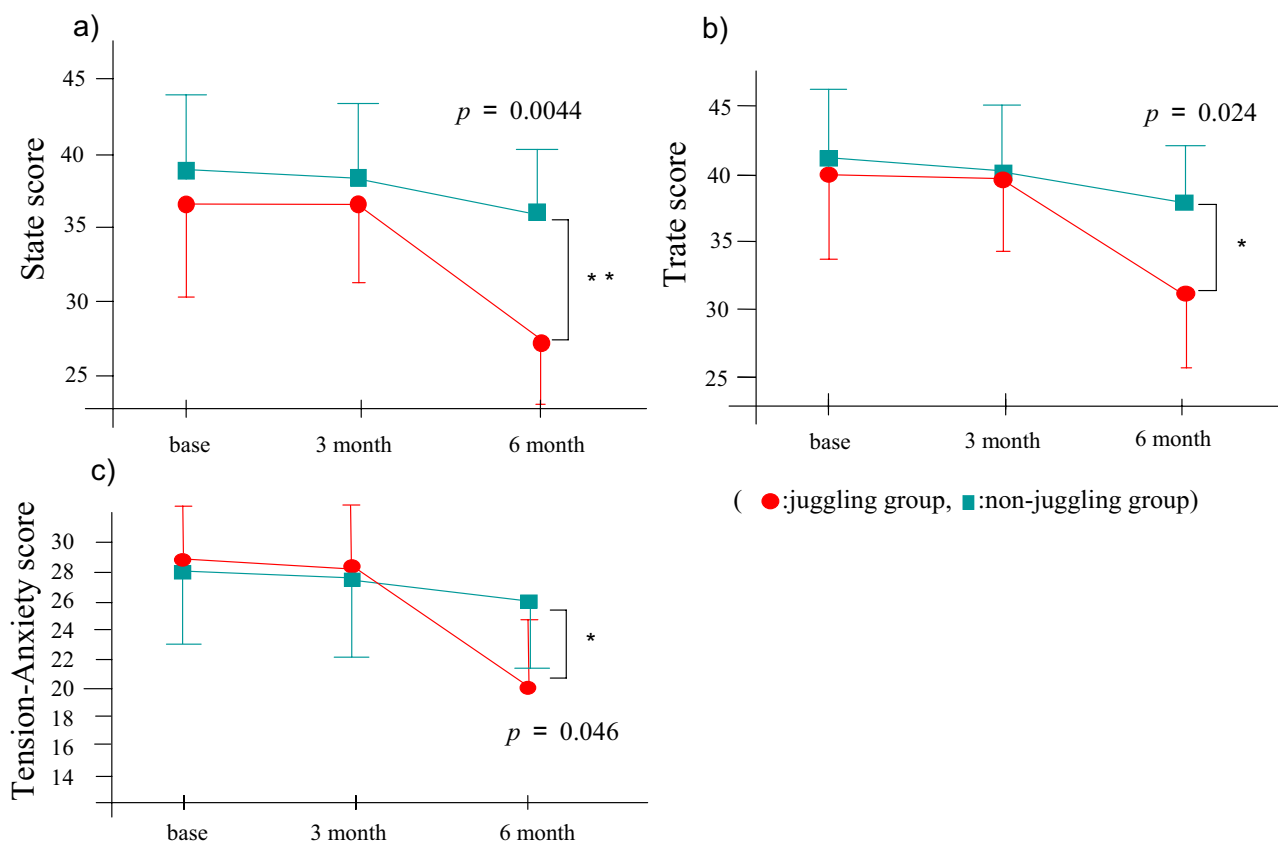 a)
State score
45
40
35
30
25
p = 0.0044
* *
base
3 month
6 month
b)
Trate score
45
40
35
30
25
p = 0.024
*
base
3 month
6 month
( :juggling group, :non-juggling group)
c)
Tension-Anxiety score
30
28
26
24
22
20
18
16
14
*
p = 0.046
base
3 month
6 month